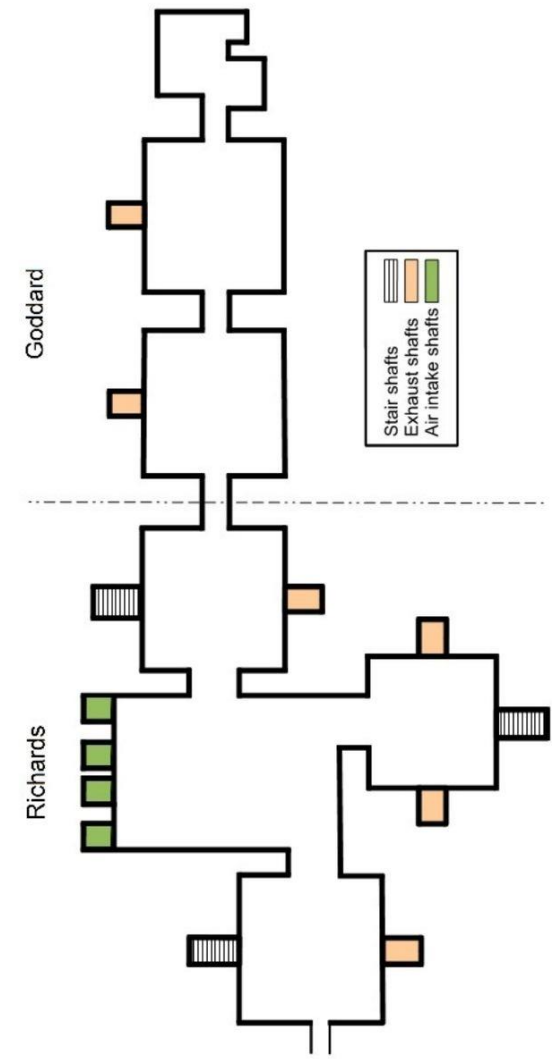 Goddard
Richards
Stair shafts
Exhaust shafts
Air intake shafts